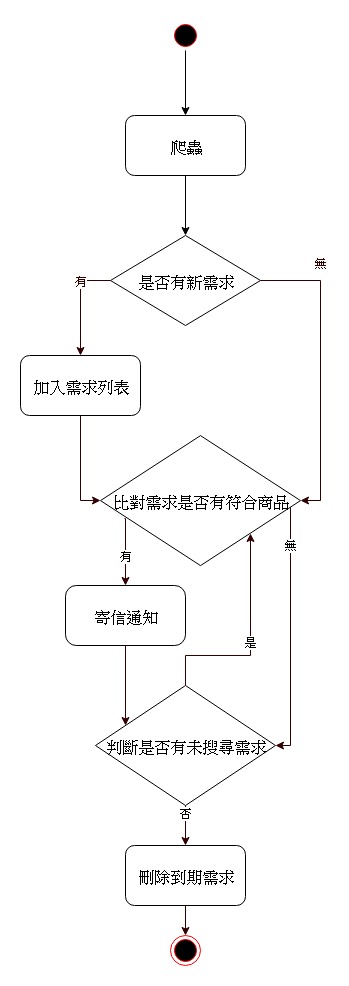 爬蟲
是否有新需求
有
無
加入需求列表
比對需求是否有符合商品
有
無
寄信通知
是
判斷是否有未搜尋需求
否
刪除到期需求